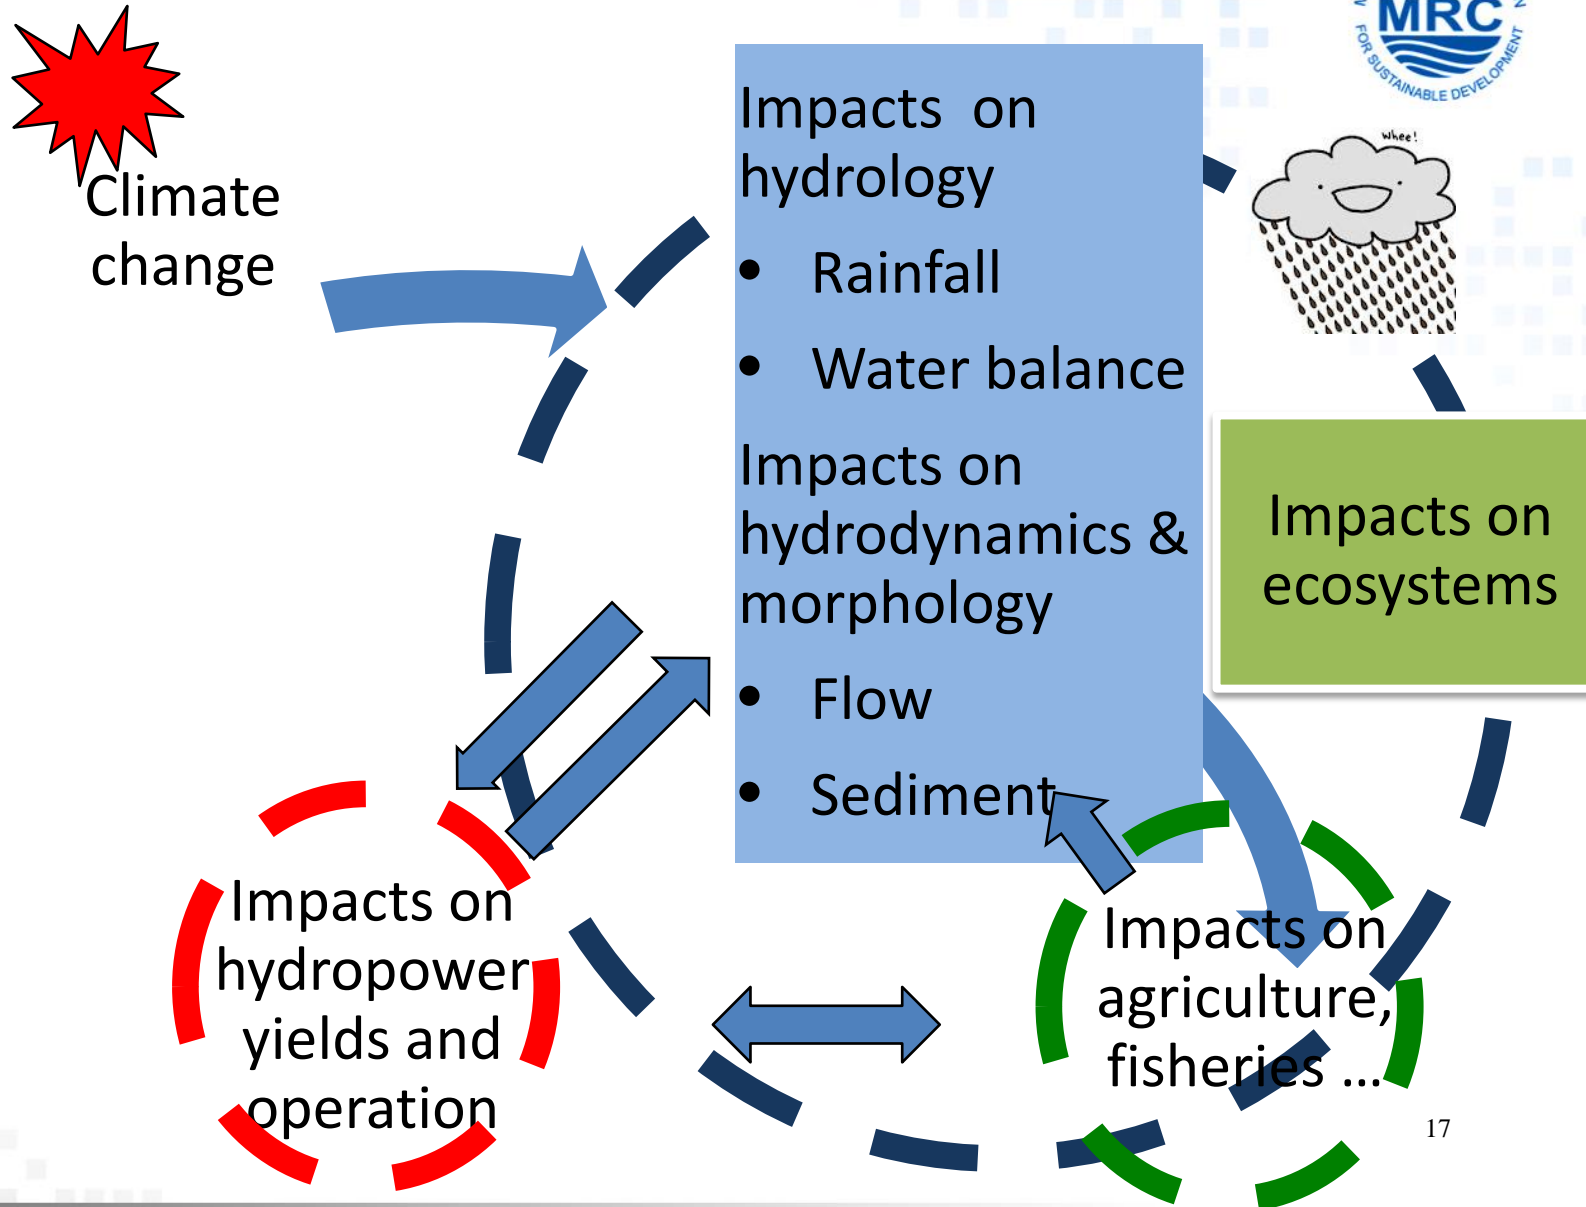 MRC
FOR SUSTAINABLE DEVELOPMENT
Whee!
Climate
change
Impacts on
hydrology
• Rainfall
• Water balance
Impacts on
hydrodynamics &
morphology
• Flow
• Sediment
Impacts on
ecosystems
Impacts on
hydropower
yields and
operation
Impacts on
agriculture,
fisheries ...
17